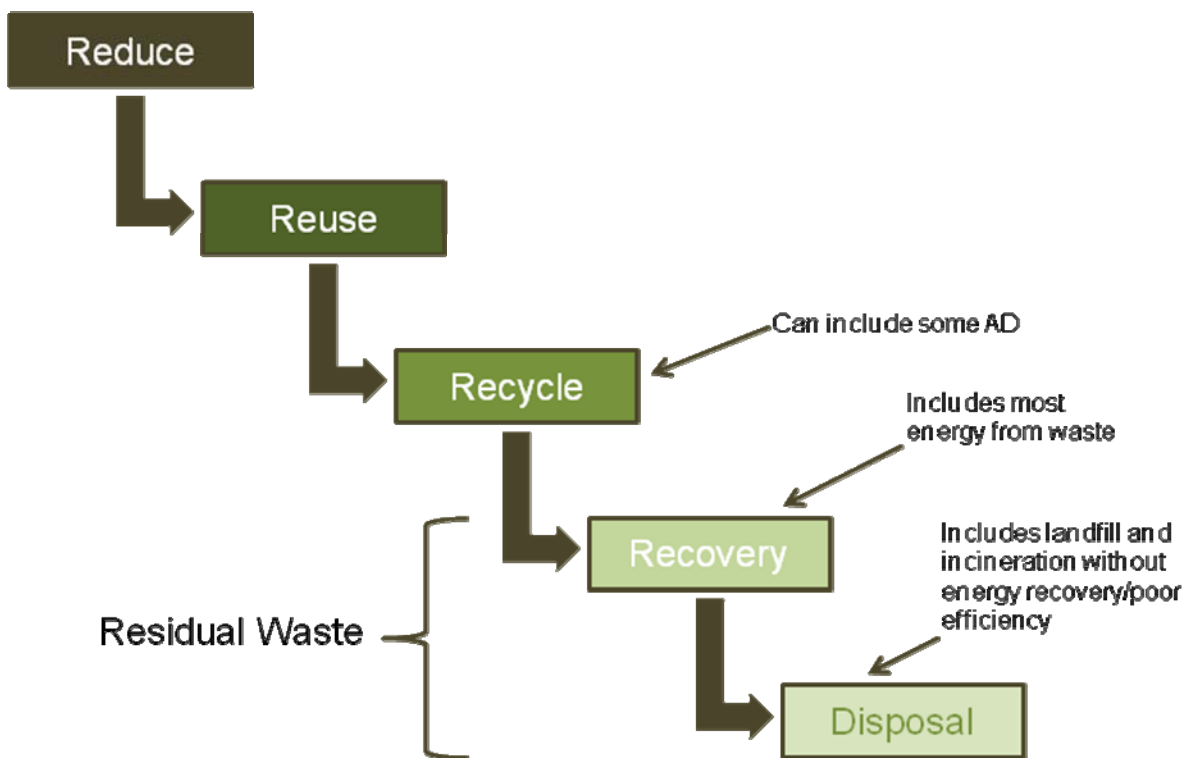 Reduce
Reuse
Can include some AD
Recycle
Includes most
energy from waste
Includes landfill and
incineration without
energy recovery/poor
efficiency
Recovery
Residual Waste
Disposal